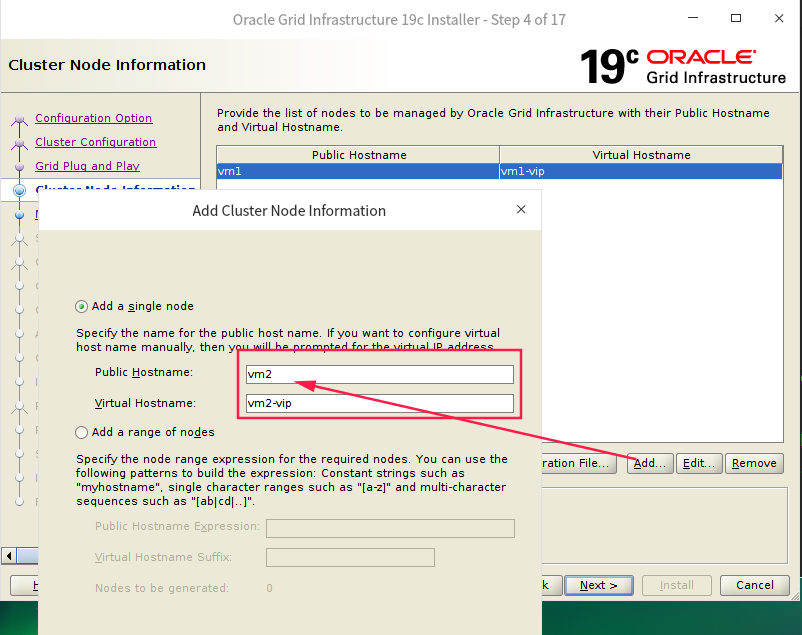 Oracle Grid Infrastructure 19c Installer - Step 4 of 17
Cluster Node Information
19c ORACLE
Grid Infrastructure
Configuration Option
Cluster Configuration
Grid Plug and Play
Cluster Node Information
Provide the list of nodes to be managed by Oracle Grid Infrastructure with their Public Hostname
and Virtual Hostname.
Public Hostname Virtual Hostname
vm1 vm1-vip
Add Cluster Node Information
Add a single node
Specify the name for the public host name. If you want to configure virtual
host name manually, then you will be prompted for the virtual IP address.
Public Hostname: vm2
Virtual Hostname: vm2-vip
Add a range of nodes
Specify the node range expression for the required nodes. You can use the
following patterns to build the expression: Constant strings such as
"myhostname", single character ranges such as "[a-z]" and multi-character
sequences such as "[ab|cd|..]".
Public Hostname Expression:
Virtual Hostname Suffix:
Nodes to be generated: 0
ration File... Add... Edit... Remove
Next > Install Cancel